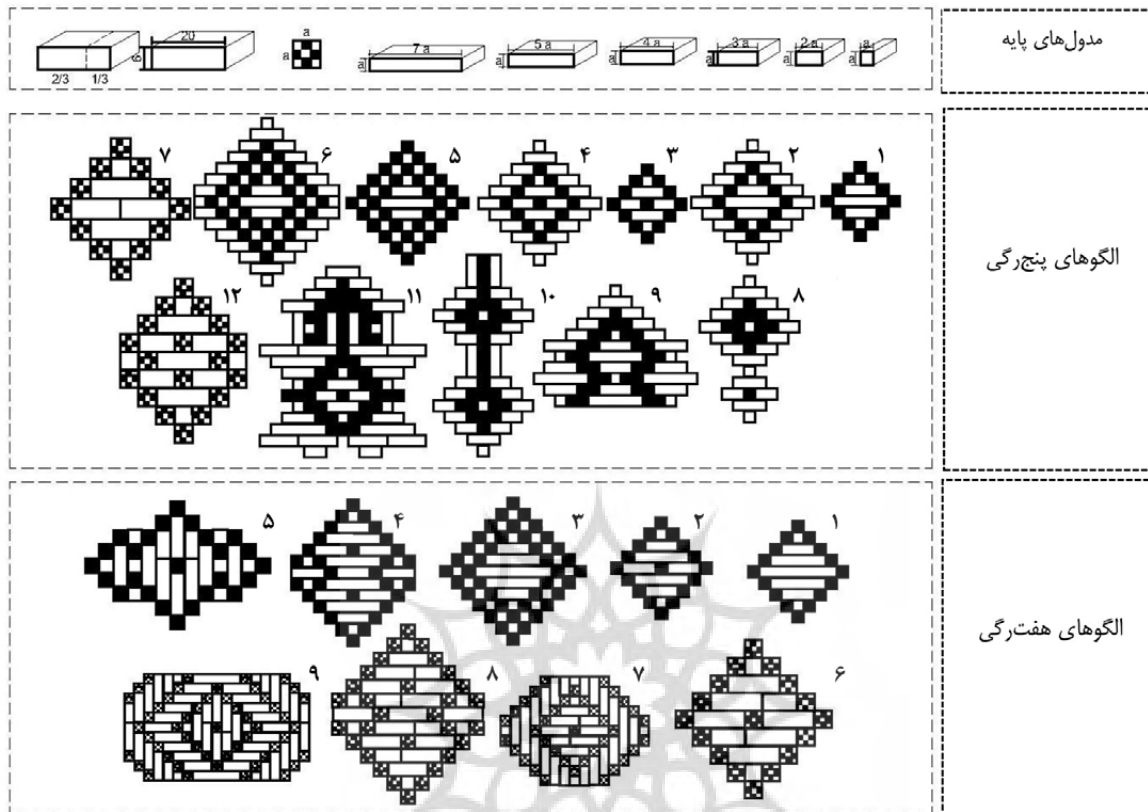 مدول‌های پایه
a 2 a 3 a 4 a 5 a 7 a a 20
a a a a a a a 6
1/3 2/3
الگوهای پنج‌رگی
۱ ۲ ۳ ۴ ۵ ۶ ۷
۸ ۹ ۱۰ ۱۱ ۱۲
الگوهای هفت‌رگی
۱ ۲ ۳ ۴ ۵
۶ ۷ ۸ ۹